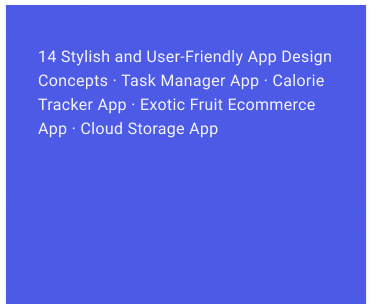 14 Stylish and User-Friendly App Design
Concepts · Task Manager App · Calorie
Tracker App · Exotic Fruit Ecommerce
App · Cloud Storage App